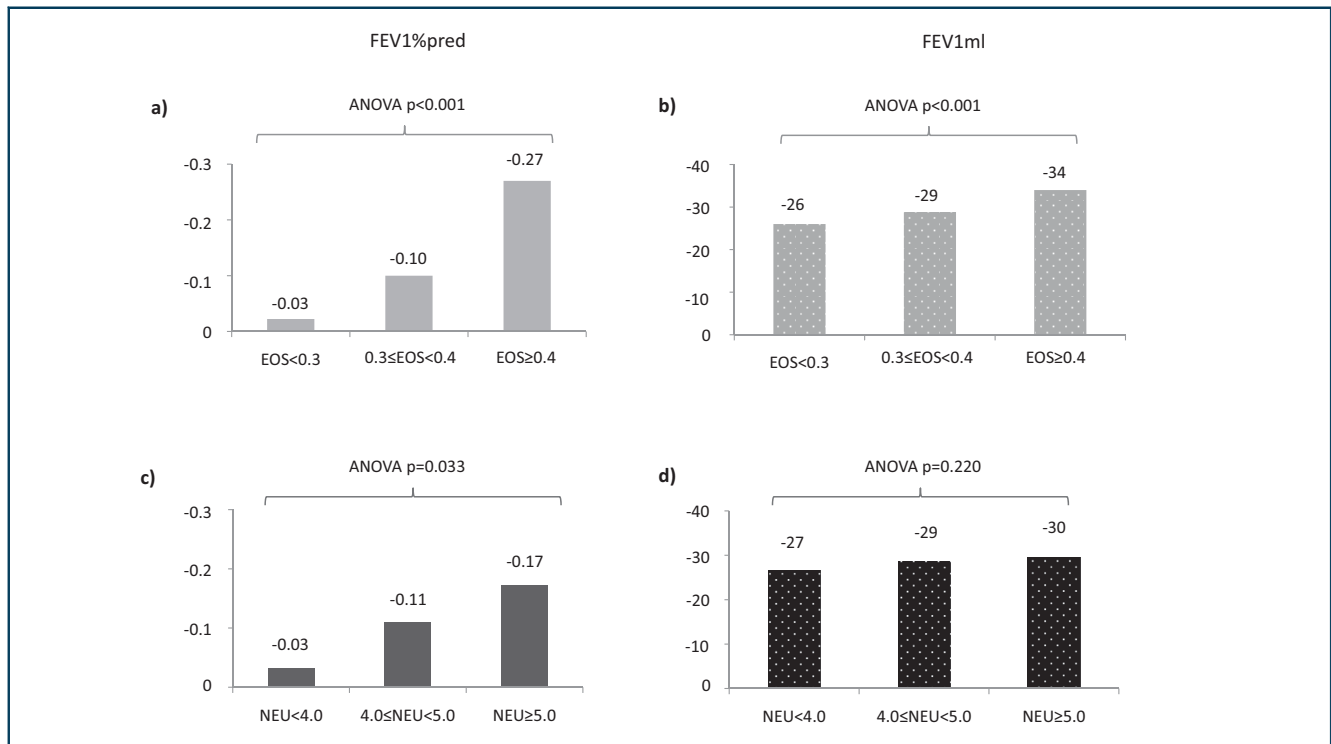 FEV1%pred
FEV1ml
a)
ANOVA p<0.001
-0.3
-0.2
-0.1
0
-0.03
-0.10
-0.27
EOS<0.3
0.3≤EOS<0.4
EOS≥0.4
b)
ANOVA p<0.001
-40
-30
-20
-10
0
-26
-29
-34
EOS<0.3
0.3≤EOS<0.4
EOS≥0.4
c)
ANOVA p=0.033
-0.3
-0.2
-0.1
0
-0.03
-0.11
-0.17
NEU<4.0
4.0≤NEU<5.0
NEU≥5.0
d)
ANOVA p=0.220
-40
-30
-20
-10
0
-27
-29
-30
NEU<4.0
4.0≤NEU<5.0
NEU≥5.0